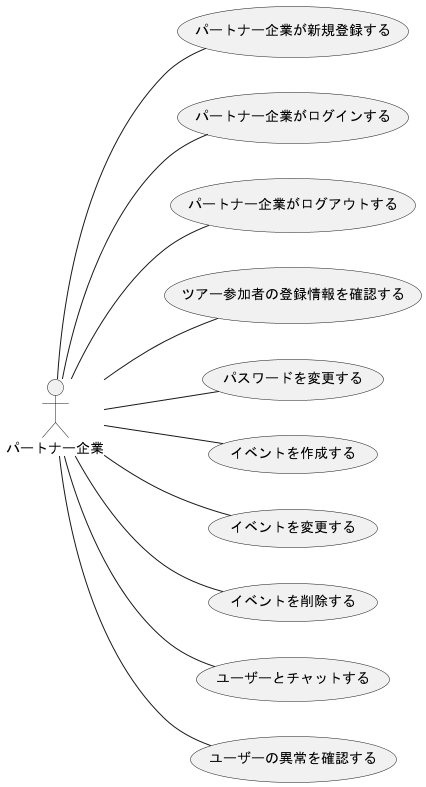 パートナー企業が新規登録する
パートナー企業がログインする
パートナー企業がログアウトする
ツアー参加者の登録情報を確認する
パスワードを変更する
パートナー企業
イベントを作成する
イベントを変更する
イベントを削除する
ユーザーとチャットする
ユーザーの異常を確認する